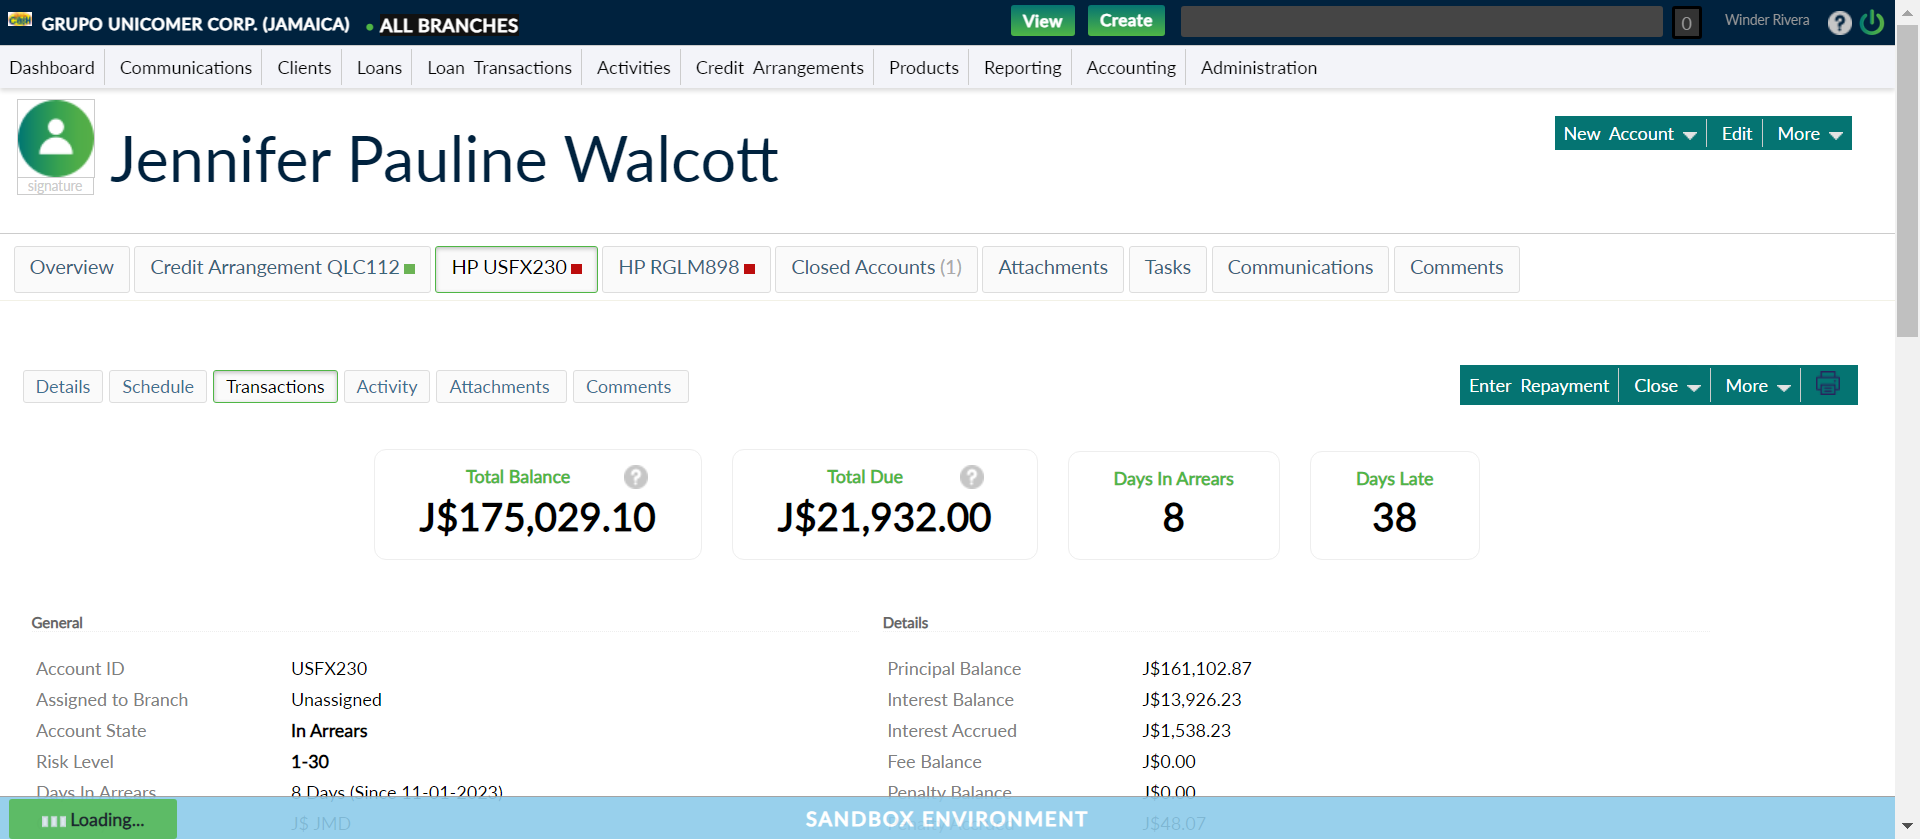 GRUPO UNICOMER CORP. (JAMAICA) • ALL BRANCHES View Create 0 Winder Rivera ?
Dashboard Communications Clients Loans Loan Transactions Activities Credit Arrangements Products Reporting Accounting Administration
signature
Jennifer Pauline Walcott
New Account Edit More
Overview Credit Arrangement QLC112 HP USFX230 HP RGLM898 Closed Accounts (1) Attachments Tasks Communications Comments
Details Schedule Transactions Activity Attachments Comments
Enter Repayment Close More
Total Balance ? Total Due ? Days In Arrears Days Late
J$175,029.10 J$21,932.00 8 38
General Details
Account ID USFX230 Principal Balance J$161,102.87
Assigned to Branch Unassigned Interest Balance J$13,926.23
Account State In Arrears Interest Accrued J$1,538.23
Risk Level 1-30 Fee Balance J$0.00
Days In Arrears 8 Days (Since 11-01-2023) Penalty Balance J$0.00
Loading... J$ JMD SANDBOX ENVIRONMENT J$48.07